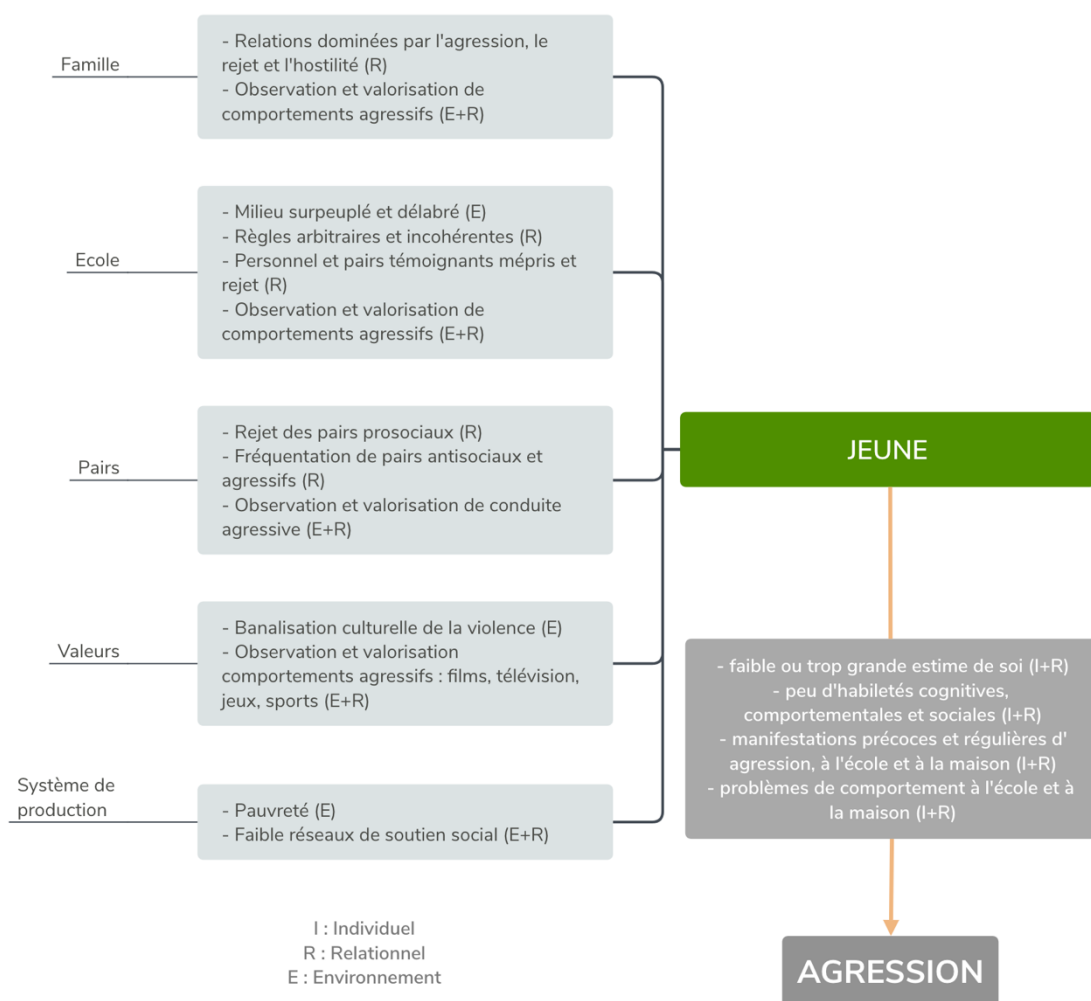 Famille
- Relations dominées par l'agression, le
rejet et l'hostilité (R)
- Observation et valorisation de
comportements agressifs (E+R)
Ecole
- Milieu surpeuplé et délabré (E)
- Règles arbitraires et incohérentes (R)
- Personnel et pairs témoignants mépris et
rejet (R)
- Observation et valorisation de
comportements agressifs (E+R)
Pairs
- Rejet des pairs prosociaux (R)
- Fréquentation de pairs antisociaux et
agressifs (R)
- Observation et valorisation de conduite
agressive (E+R)
Valeurs
- Banalisation culturelle de la violence (E)
- Observation et valorisation
comportements agressifs : films, télévision,
jeux, sports (E+R)
Système de
production
- Pauvreté (E)
- Faible réseaux de soutien social (E+R)
JEUNE
- faible ou trop grande estime de soi (I+R)
- peu d'habiletés cognitives,
comportementales et sociales (I+R)
- manifestations précoces et régulières d'
agression, à l'école et à la maison (I+R)
- problèmes de comportement à l'école et à
la maison (I+R)
AGRESSION
I : Individuel
R : Relationnel
E : Environnement